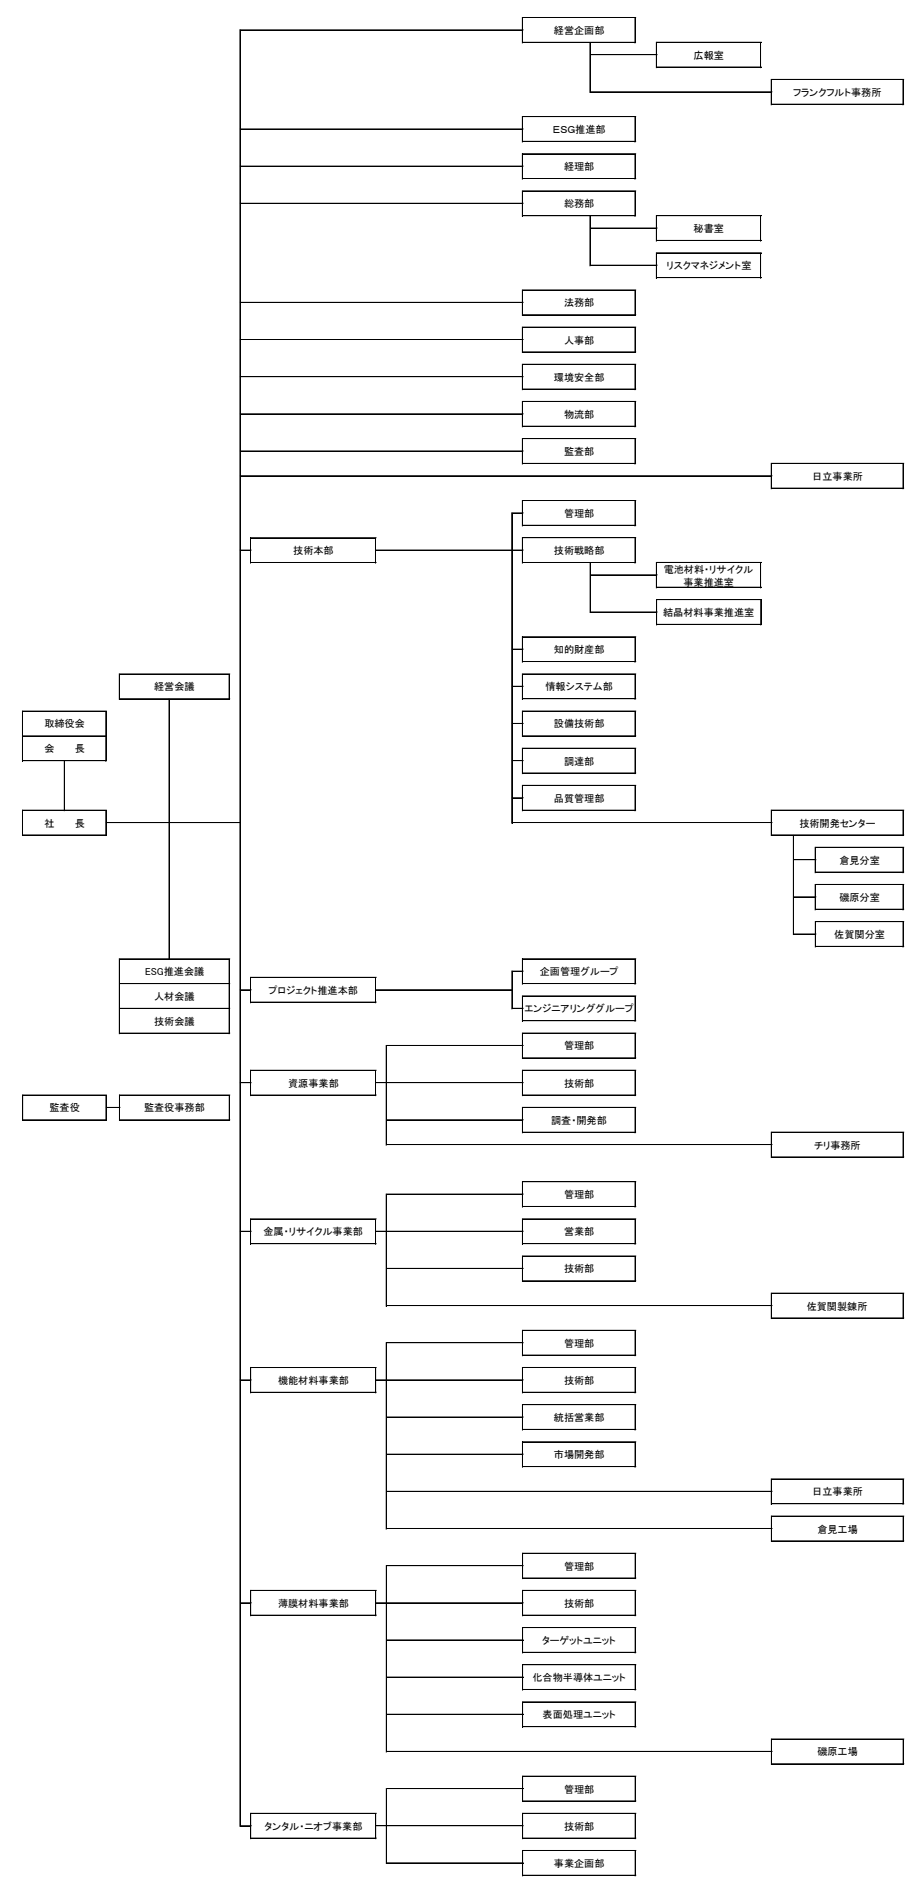 経営企画部
広報室
フランクフルト事務所
ESG推進部
経理部
総務部
秘書室
リスクマネジメント室
法務部
人事部
環境安全部
物流部
監査部
日立事業所
管理部
技術本部
技術戦略部
電池材料・リサイクル
事業推進室
結晶材料事業推進室
知的財産部
経営会議
情報システム部
取締役会
設備技術部
会　長
調達部
品質管理部
社　長
技術開発センター
倉見分室
磯原分室
佐賀関分室
ESG推進会議
企画管理グループ
プロジェクト推進本部
人材会議
エンジニアリンググループ
技術会議
管理部
資源事業部
技術部
監査役
監査役事務部
調査・開発部
チリ事務所
管理部
金属・リサイクル事業部
営業部
技術部
佐賀関製錬所
管理部
機能材料事業部
技術部
統括営業部
市場開発部
日立事業所
倉見工場
管理部
薄膜材料事業部
技術部
ターゲットユニット
化合物半導体ユニット
表面処理ユニット
磯原工場
管理部
タンタル・ニオブ事業部
技術部
事業企画部